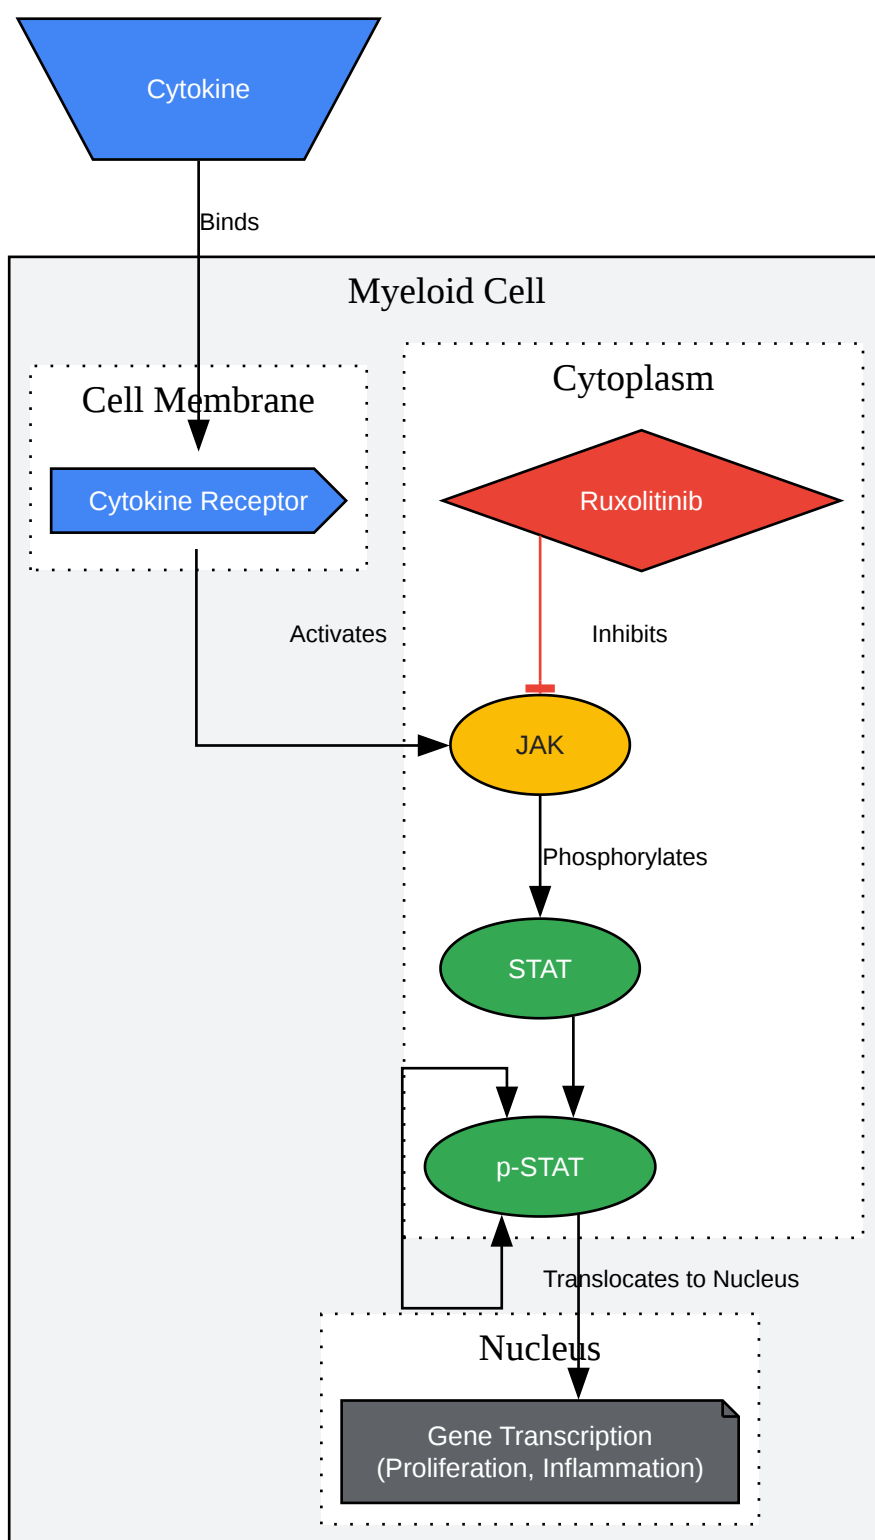 Cytokine
Binds
Myeloid Cell
Cell Membrane
Cytoplasm
Cytokine Receptor
Ruxolitinib
Activates
Inhibits
JAK
Phosphorylates
STAT
p-STAT
Translocates to Nucleus
Nucleus
Gene Transcription
(Proliferation, Inflammation)